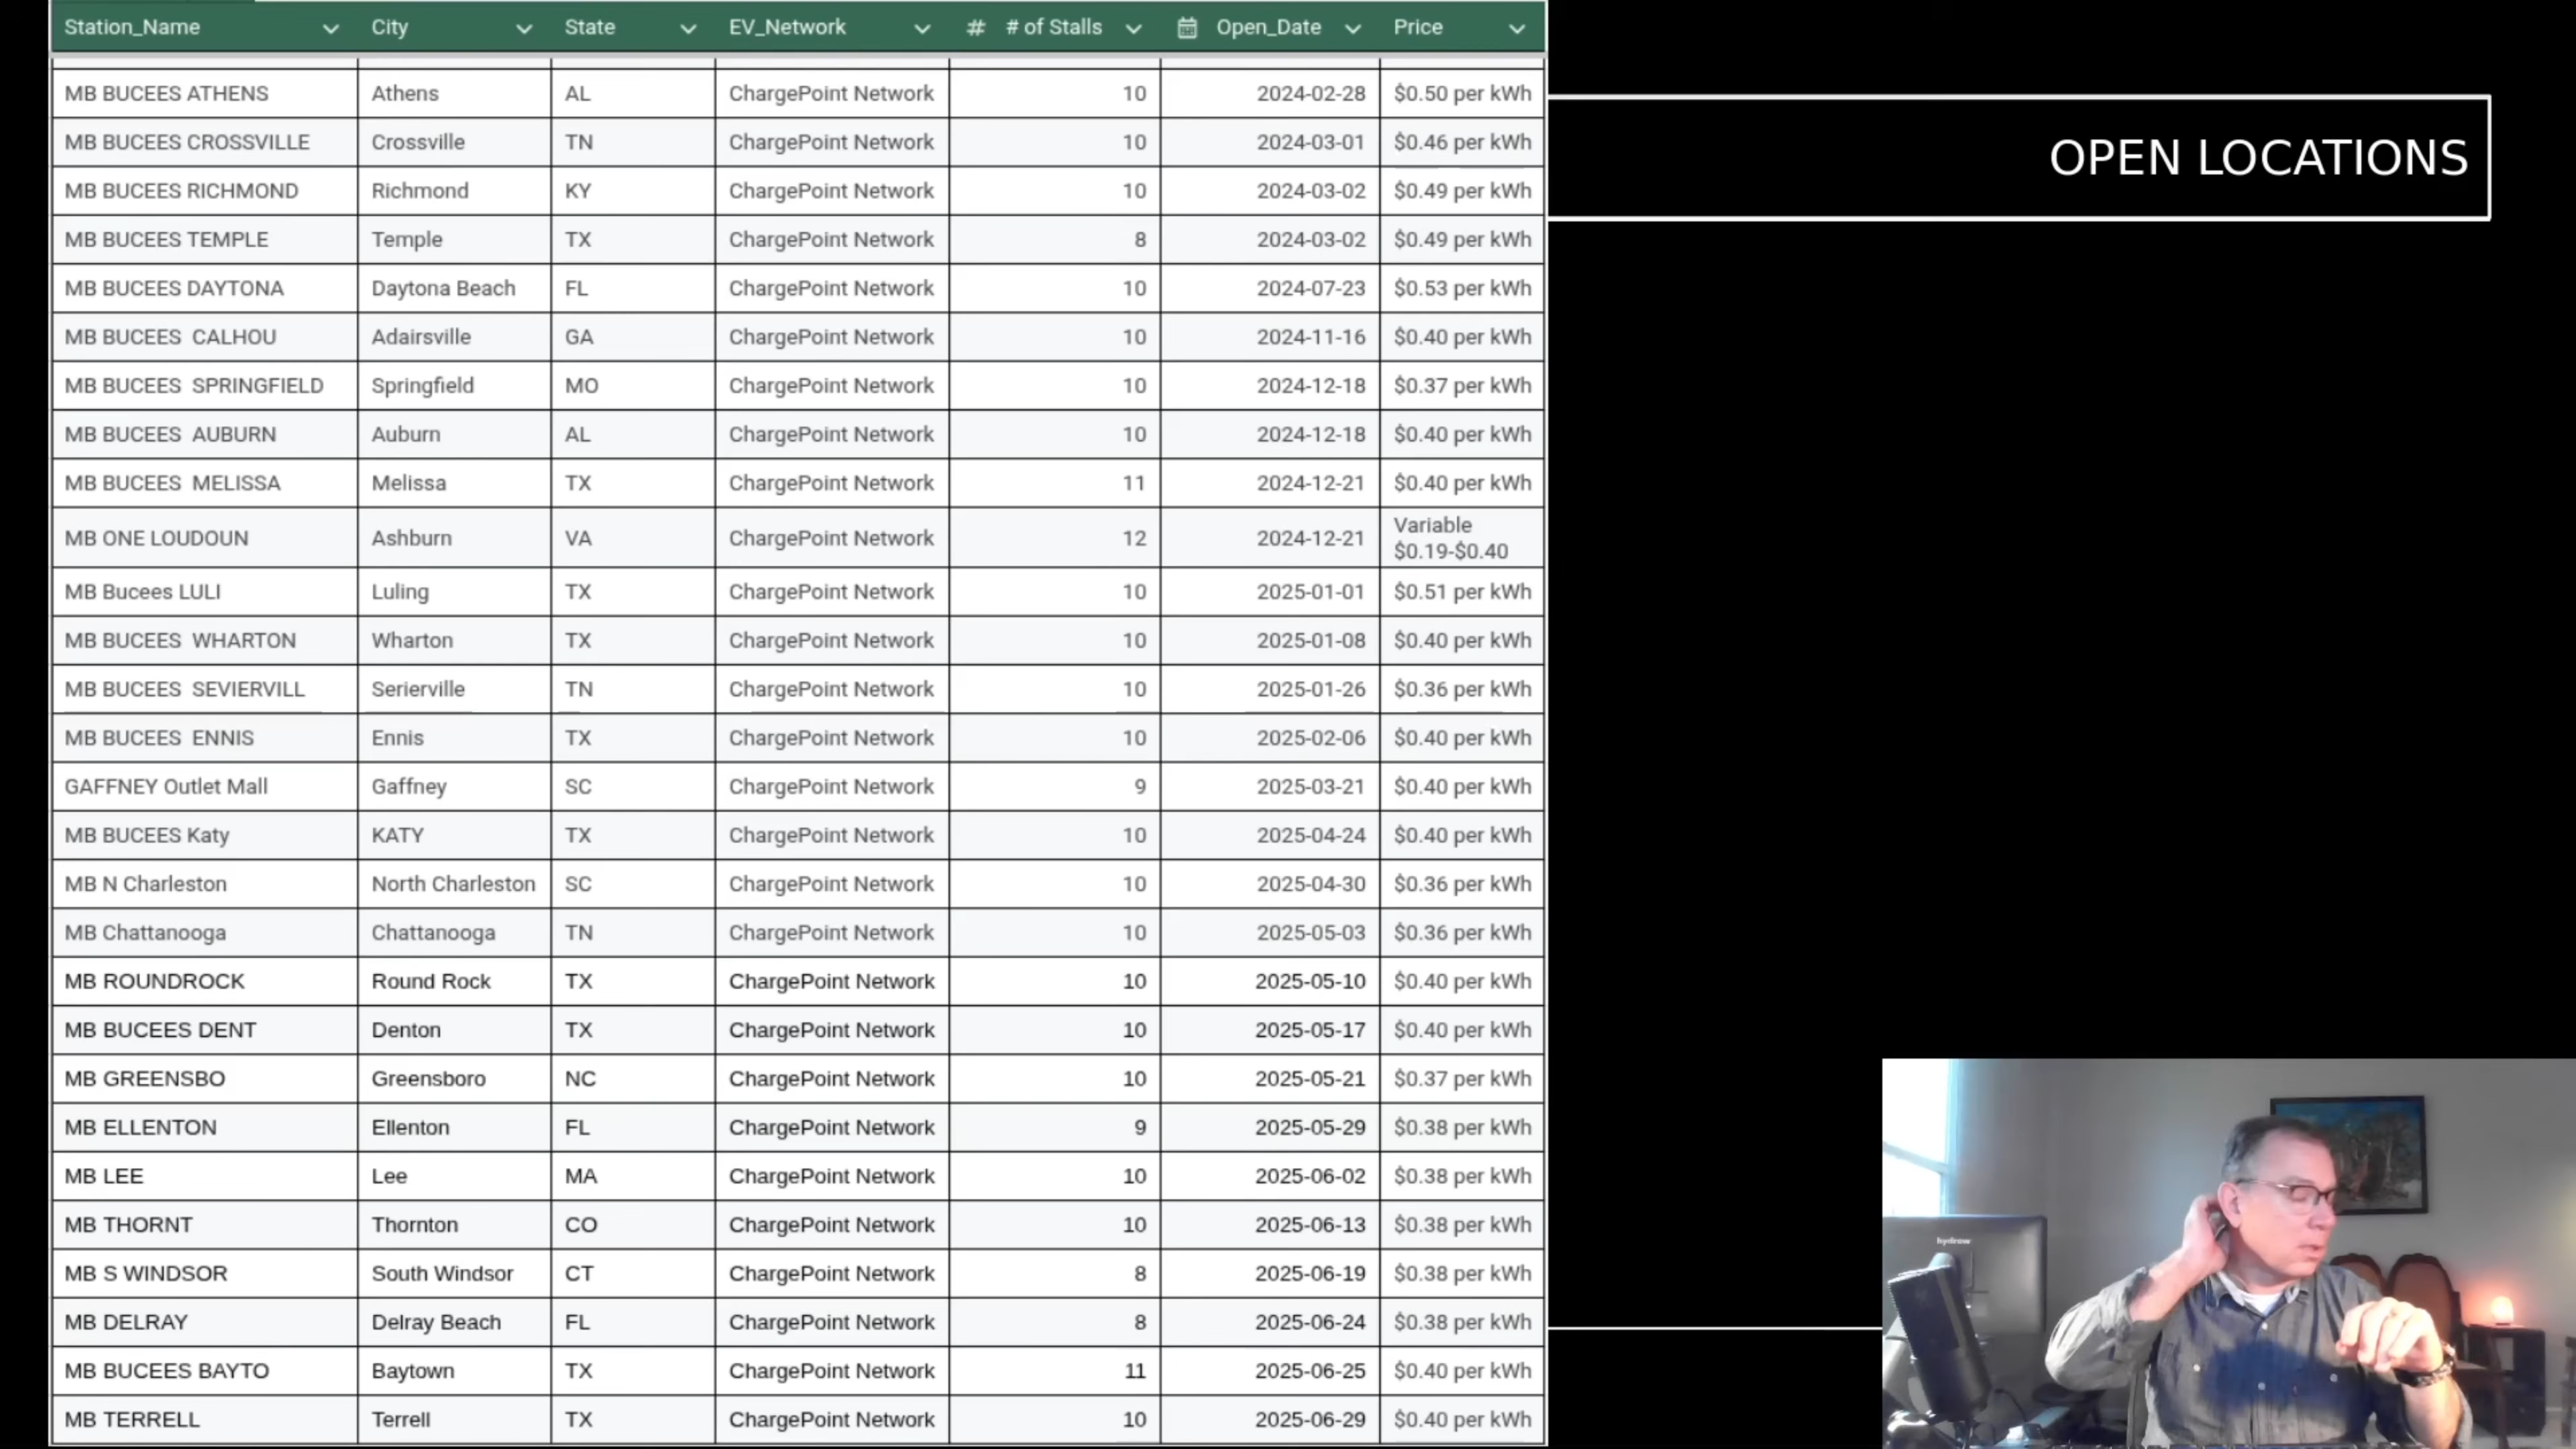 Station_Name City State EV_Network # # of Stalls Open_Date Price
MB BUCEES ATHENS Athens AL ChargePoint Network 10 2024-02-28 $0.50 per kWh
OPEN LOCATIONS
MB BUCEES CROSSVILLE Crossville TN ChargePoint Network 10 2024-03-01 $0.46 per kWh
MB BUCEES RICHMOND Richmond KY ChargePoint Network 10 2024-03-02 $0.49 per kWh
MB BUCEES TEMPLE Temple TX ChargePoint Network 8 2024-03-02 $0.49 per kWh
MB BUCEES DAYTONA Daytona Beach FL ChargePoint Network 10 2024-07-23 $0.53 per kWh
MB BUCEES CALHOU Adairsville GA ChargePoint Network 10 2024-11-16 $0.40 per kWh
MB BUCEES SPRINGFIELD Springfield MO ChargePoint Network 10 2024-12-18 $0.37 per kWh
MB BUCEES AUBURN Auburn AL ChargePoint Network 10 2024-12-18 $0.40 per kWh
MB BUCEES MELISSA Melissa TX ChargePoint Network 11 2024-12-21 $0.40 per kWh
MB ONE LOUDOUN Ashburn VA ChargePoint Network 12 2024-12-21 Variable
$0.19-$0.40
MB Bucees LULI Luling TX ChargePoint Network 10 2025-01-01 $0.51 per kWh
MB BUCEES WHARTON Wharton TX ChargePoint Network 10 2025-01-08 $0.40 per kWh
MB BUCEES SEVIERVILL Serierville TN ChargePoint Network 10 2025-01-26 $0.36 per kWh
MB BUCEES ENNIS Ennis TX ChargePoint Network 10 2025-02-06 $0.40 per kWh
GAFFNEY Outlet Mall Gaffney SC ChargePoint Network 9 2025-03-21 $0.40 per kWh
MB BUCEES Katy KATY TX ChargePoint Network 10 2025-04-24 $0.40 per kWh
MB N Charleston North Charleston SC ChargePoint Network 10 2025-04-30 $0.36 per kWh
MB Chattanooga Chattanooga TN ChargePoint Network 10 2025-05-03 $0.36 per kWh
MB ROUNDROCK Round Rock TX ChargePoint Network 10 2025-05-10 $0.40 per kWh
MB BUCEES DENT Denton TX ChargePoint Network 10 2025-05-17 $0.40 per kWh
MB GREENSBO Greensboro NC ChargePoint Network 10 2025-05-21 $0.37 per kWh
MB ELLENTON Ellenton FL ChargePoint Network 9 2025-05-29 $0.38 per kWh
MB LEE Lee MA ChargePoint Network 10 2025-06-02 $0.38 per kWh
MB THORNT Thornton CO ChargePoint Network 10 2025-06-13 $0.38 per kWh
hydrow
MB S WINDSOR South Windsor CT ChargePoint Network 8 2025-06-19 $0.38 per kWh
MB DELRAY Delray Beach FL ChargePoint Network 8 2025-06-24 $0.38 per kWh
MB BUCEES BAYTO Baytown TX ChargePoint Network 11 2025-06-25 $0.40 per kWh
MB TERRELL Terrell TX ChargePoint Network 10 2025-06-29 $0.40 per kWh